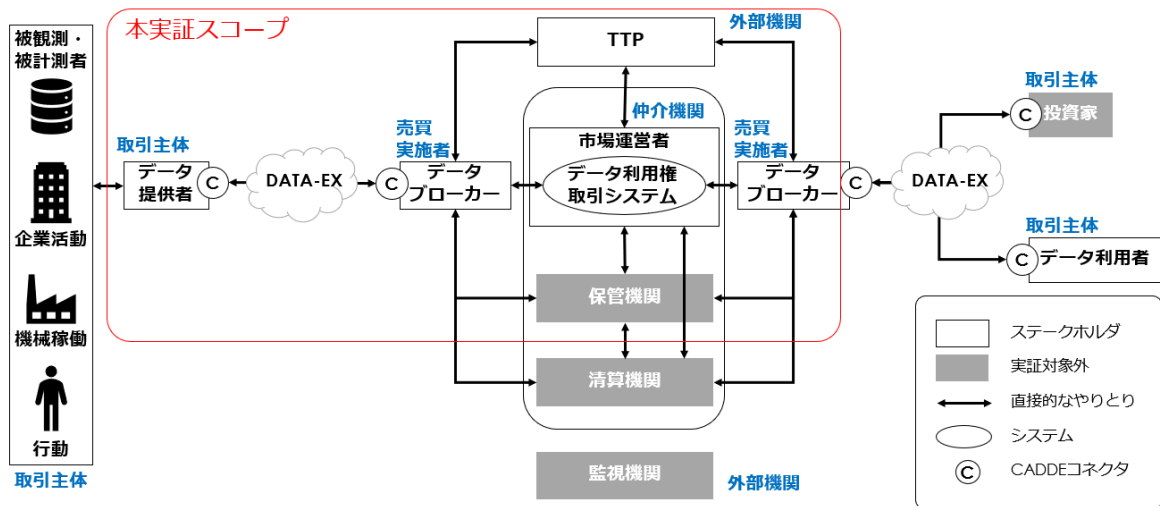 本実証スコープ
被観測・
被計測者
企業活動
機械稼働
行動
取引主体
取引主体
データ
提供者
C
DATA-EX
C
売買
実施者
データ
ブローカー
外部機関
TTP
仲介機関
市場運営者
データ利用権
取引システム
保管機関
清算機関
監視機関
外部機関
売買
実施者
データ
ブローカー
C
DATA-EX
取引主体
C
投資家
取引主体
C
データ利用者
ステークホルダ
実証対象外
直接的なやりとり
システム
C
CADDEコネクタ